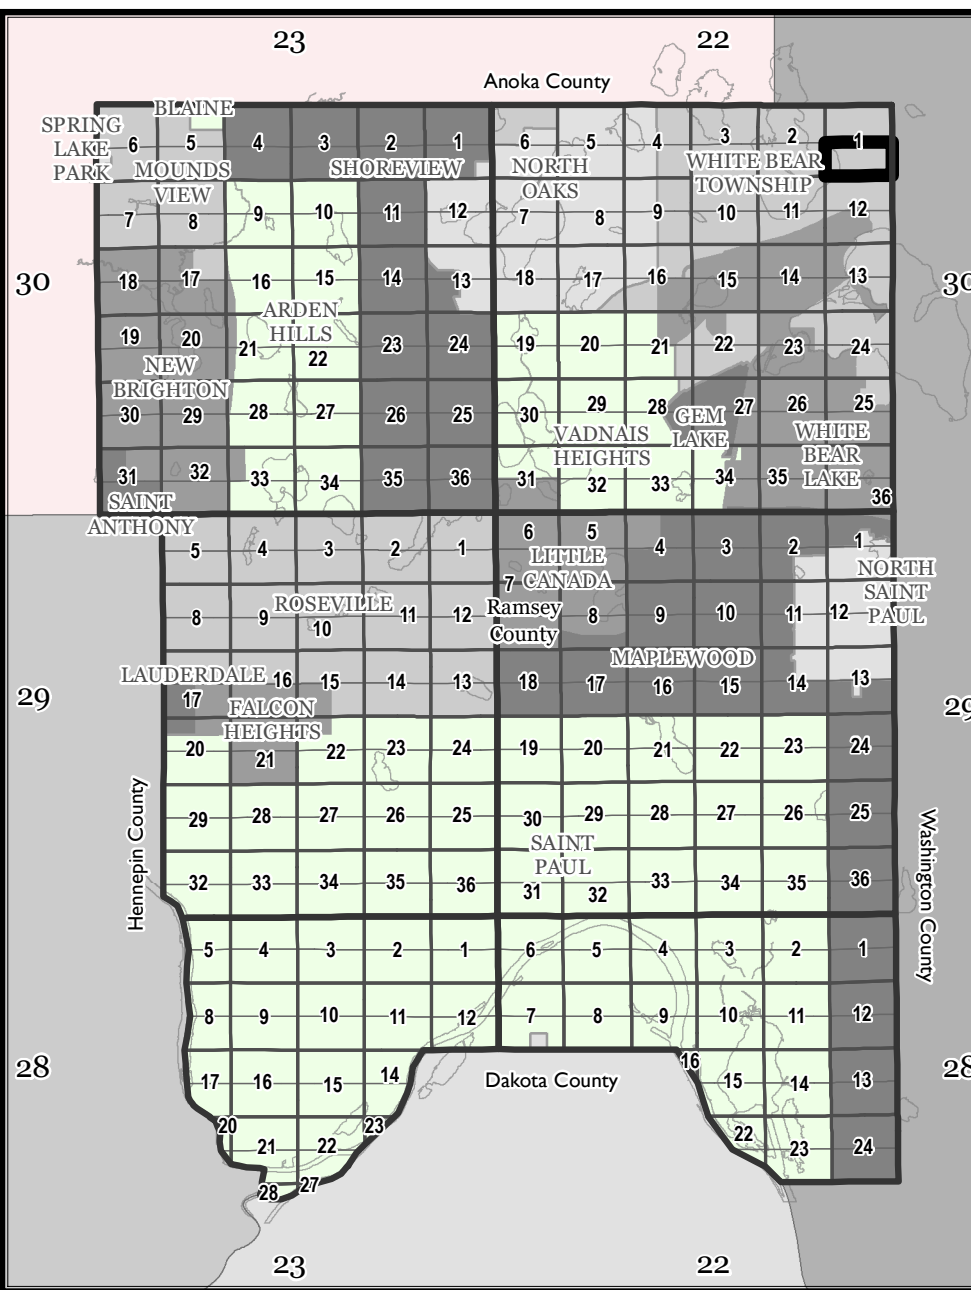 23 22
Anoka County
BLAINE
SPRING
LAKE
PARK
6 5 4 3 2 1 6 5 4 3 2 1
MOUNDS
VIEW
SHOREVIEW
NORTH
OAKS
WHITE BEAR
TOWNSHIP
7 8 9 10 11 12 7 8 9 10 11 12
30 18 17 16 15 14 13 18 17 16 15 14 13 30
ARDEN
HILLS
19 20 21 22 23 24 19 20 21 22 23 24
NEW
BRIGHTON
30 29 28 27 26 25 30 29 28 27 26 25
GEM
LAKE
VADNAIS
HEIGHTS
WHITE
BEAR
LAKE
31 32 33 34 35 36 31 32 33 34 35 36
SAINT
ANTHONY
5 4 3 2 1 6 5 4 3 2 1
LITTLE
CANADA
NORTH
SAINT
PAUL
8 9 10 11 12 7 8 9 10 11 12
ROSEVILLE
Ramsey
County
MAPLEWOOD
LAUDERDALE
29 17 16 15 14 13 18 17 16 15 14 13 29
FALCON
HEIGHTS
20 21 22 23 24 19 20 21 22 23 24
29 28 27 26 25 30 29 28 27 26 25
Hennepin County
Washington County
SAINT
PAUL
32 33 34 35 36 31 32 33 34 35 36
5 4 3 2 1 6 5 4 3 2 1
8 9 10 11 12 7 8 9 10 11 12
28 17 16 15 14 16 15 14 13 28
Dakota County
20 21 22 23 22 23 24
28 27
23 22